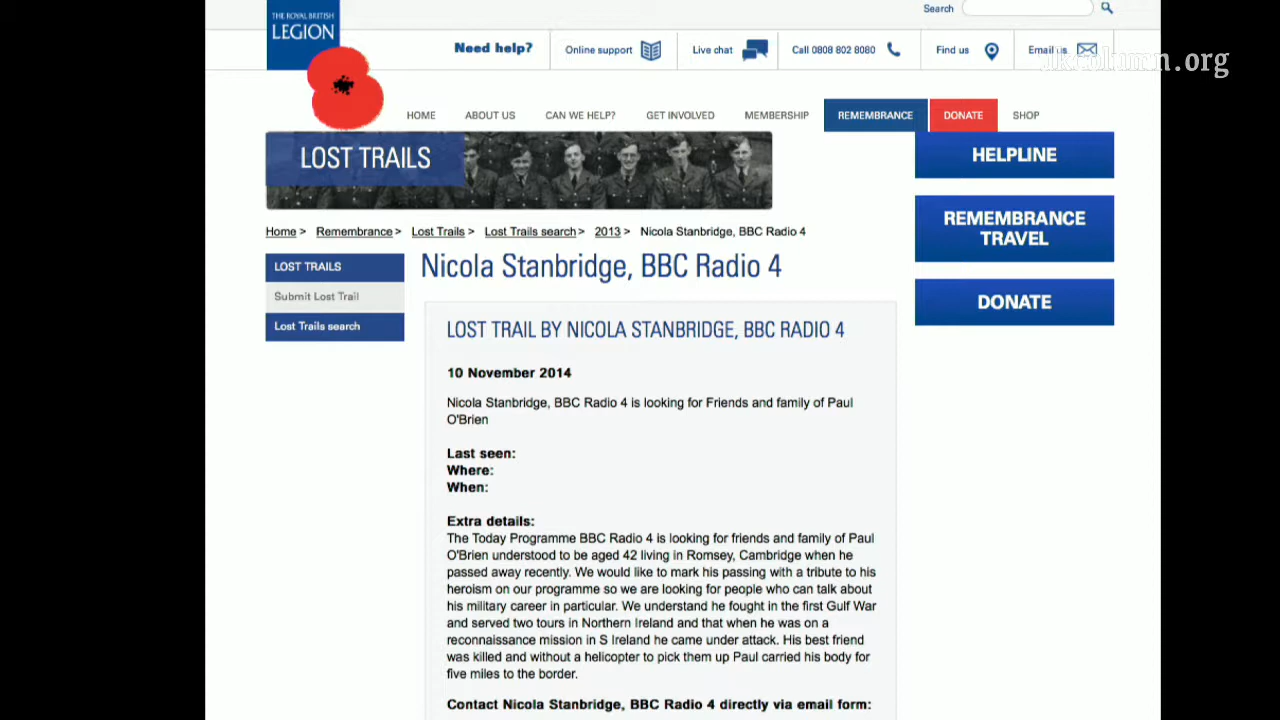 THE ROYAL BRITISH
LEGION
Search
Need help?
Online support
Live chat
Call 0808 802 8080
Find us
Email us
column.org
HOME
ABOUT US
CAN WE HELP?
GET INVOLVED
MEMBERSHIP
REMEMBRANCE
DONATE
SHOP
LOST TRAILS
HELPLINE
REMEMBRANCE
TRAVEL
DONATE
Home > Remembrance > Lost Trails > Lost Trails search > 2013 > Nicola Stanbridge, BBC Radio 4
LOST TRAILS
Submit Lost Trail
Lost Trails search
Nicola Stanbridge, BBC Radio 4
LOST TRAIL BY NICOLA STANBRIDGE, BBC RADIO 4
10 November 2014
Nicola Stanbridge, BBC Radio 4 is looking for Friends and family of Paul
O'Brien
Last seen:
Where:
When:
Extra details:
The Today Programme BBC Radio 4 is looking for friends and family of Paul
O'Brien understood to be aged 42 living in Romsey, Cambridge when he
passed away recently. We would like to mark his passing with a tribute to his
heroism on our programme so we are looking for people who can talk about
his military career in particular. We understand he fought in the first Gulf War
and served two tours in Northern Ireland and that when he was on a
reconnaissance mission in S Ireland he came under attack. His best friend
was killed and without a helicopter to pick them up Paul carried his body for
five miles to the border.
Contact Nicola Stanbridge, BBC Radio 4 directly via email form: